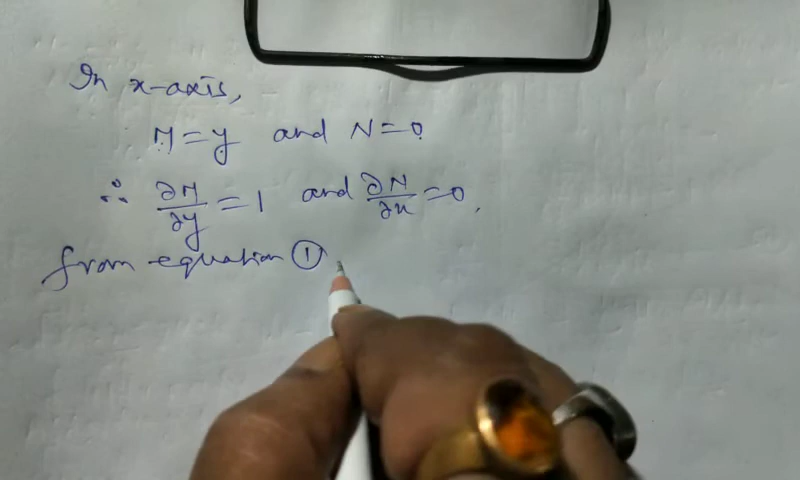 In x-axis,
M = y and N = 0
∴ ∂M/∂y = 1 and ∂N/∂x = 0,
from equation ①